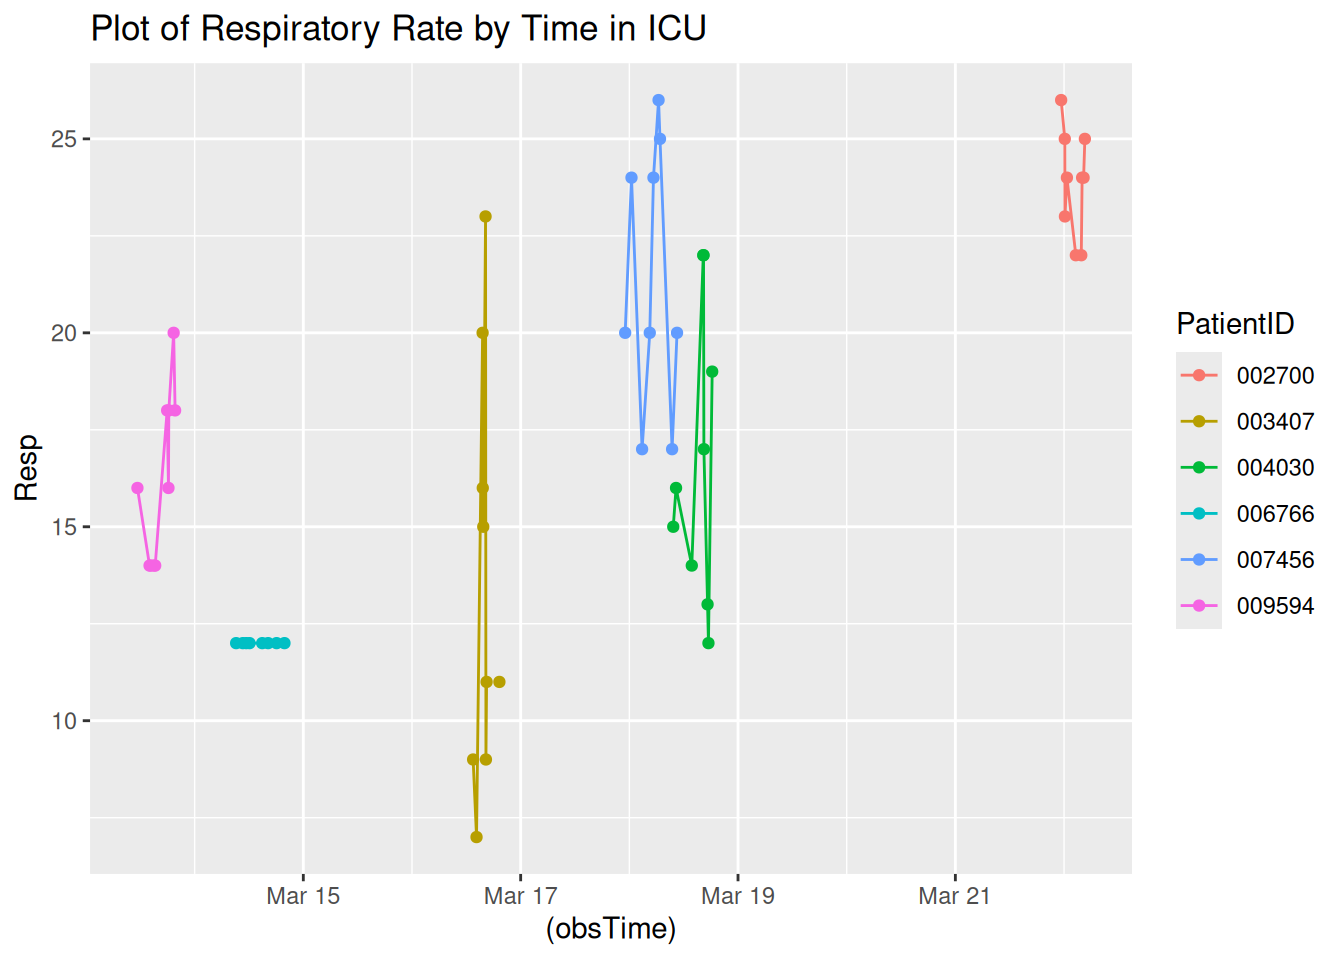 Plot of Respiratory Rate by Time in ICU
25
20
15
10
Resp
Mar 15
Mar 17
Mar 19
Mar 21
(obsTime)
PatientID
002700
003407
004030
006766
007456
009594